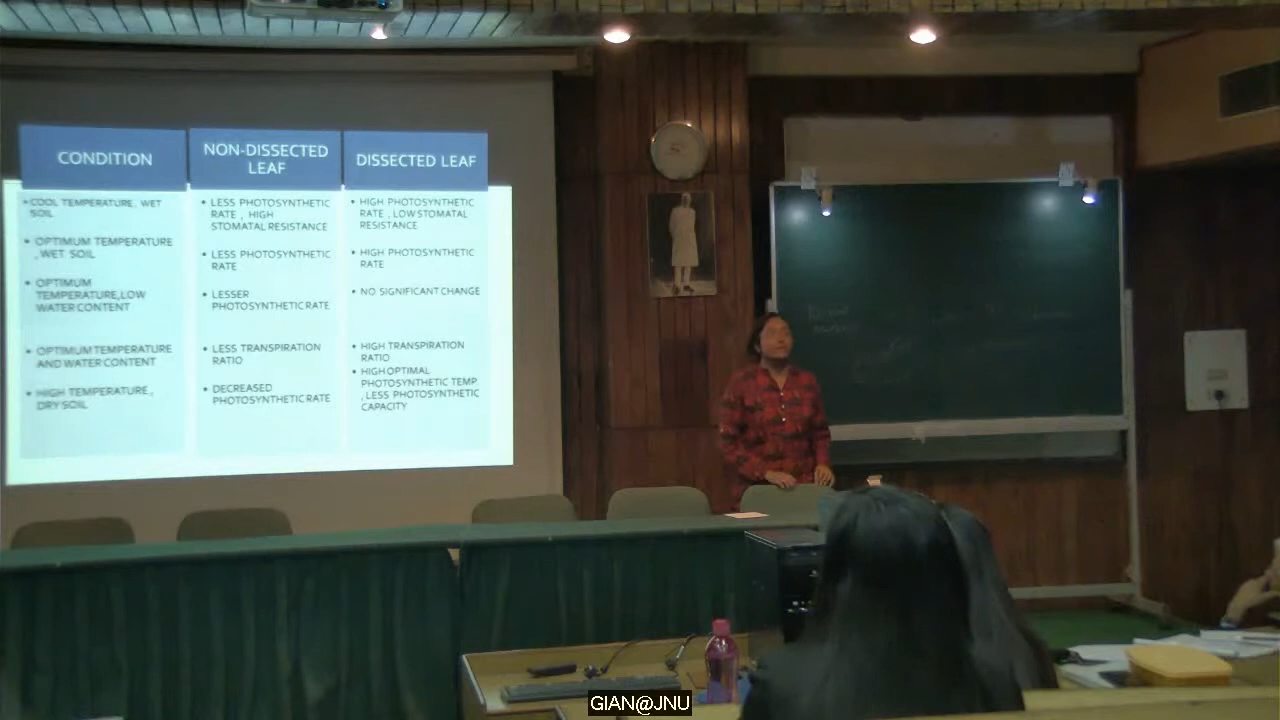 CONDITION
NON-DISSECTED
LEAF
DISSECTED LEAF
• COOL TEMPERATURE, WET
SOIL
• OPTIMUM TEMPERATURE
, WET SOIL
• OPTIMUM
TEMPERATURE,LOW
WATER CONTENT
• OPTIMUM TEMPERATURE
AND WATER CONTENT
• HIGH TEMPERATURE ,
DRY SOIL
• LESS PHOTOSYNTHETIC
RATE , HIGH
STOMATAL RESISTANCE
• LESS PHOTOSYNTHETIC
RATE
• LESSER
PHOTOSYNTHETIC RATE
• LESS TRANSPIRATION
RATIO
• DECREASED
PHOTOSYNTHETIC RATE
• HIGH PHOTOSYNTHETIC
RATE , LOW STOMATAL
RESISTANCE
• HIGH PHOTOSYNTHETIC
RATE
• NO SIGNIFICANT CHANGE
• HIGH TRANSPIRATION
RATIO
• HIGH OPTIMAL
PHOTOSYNTHETIC TEMP.
, LESS PHOTOSYNTHETIC
CAPACITY
GIAN@JNU